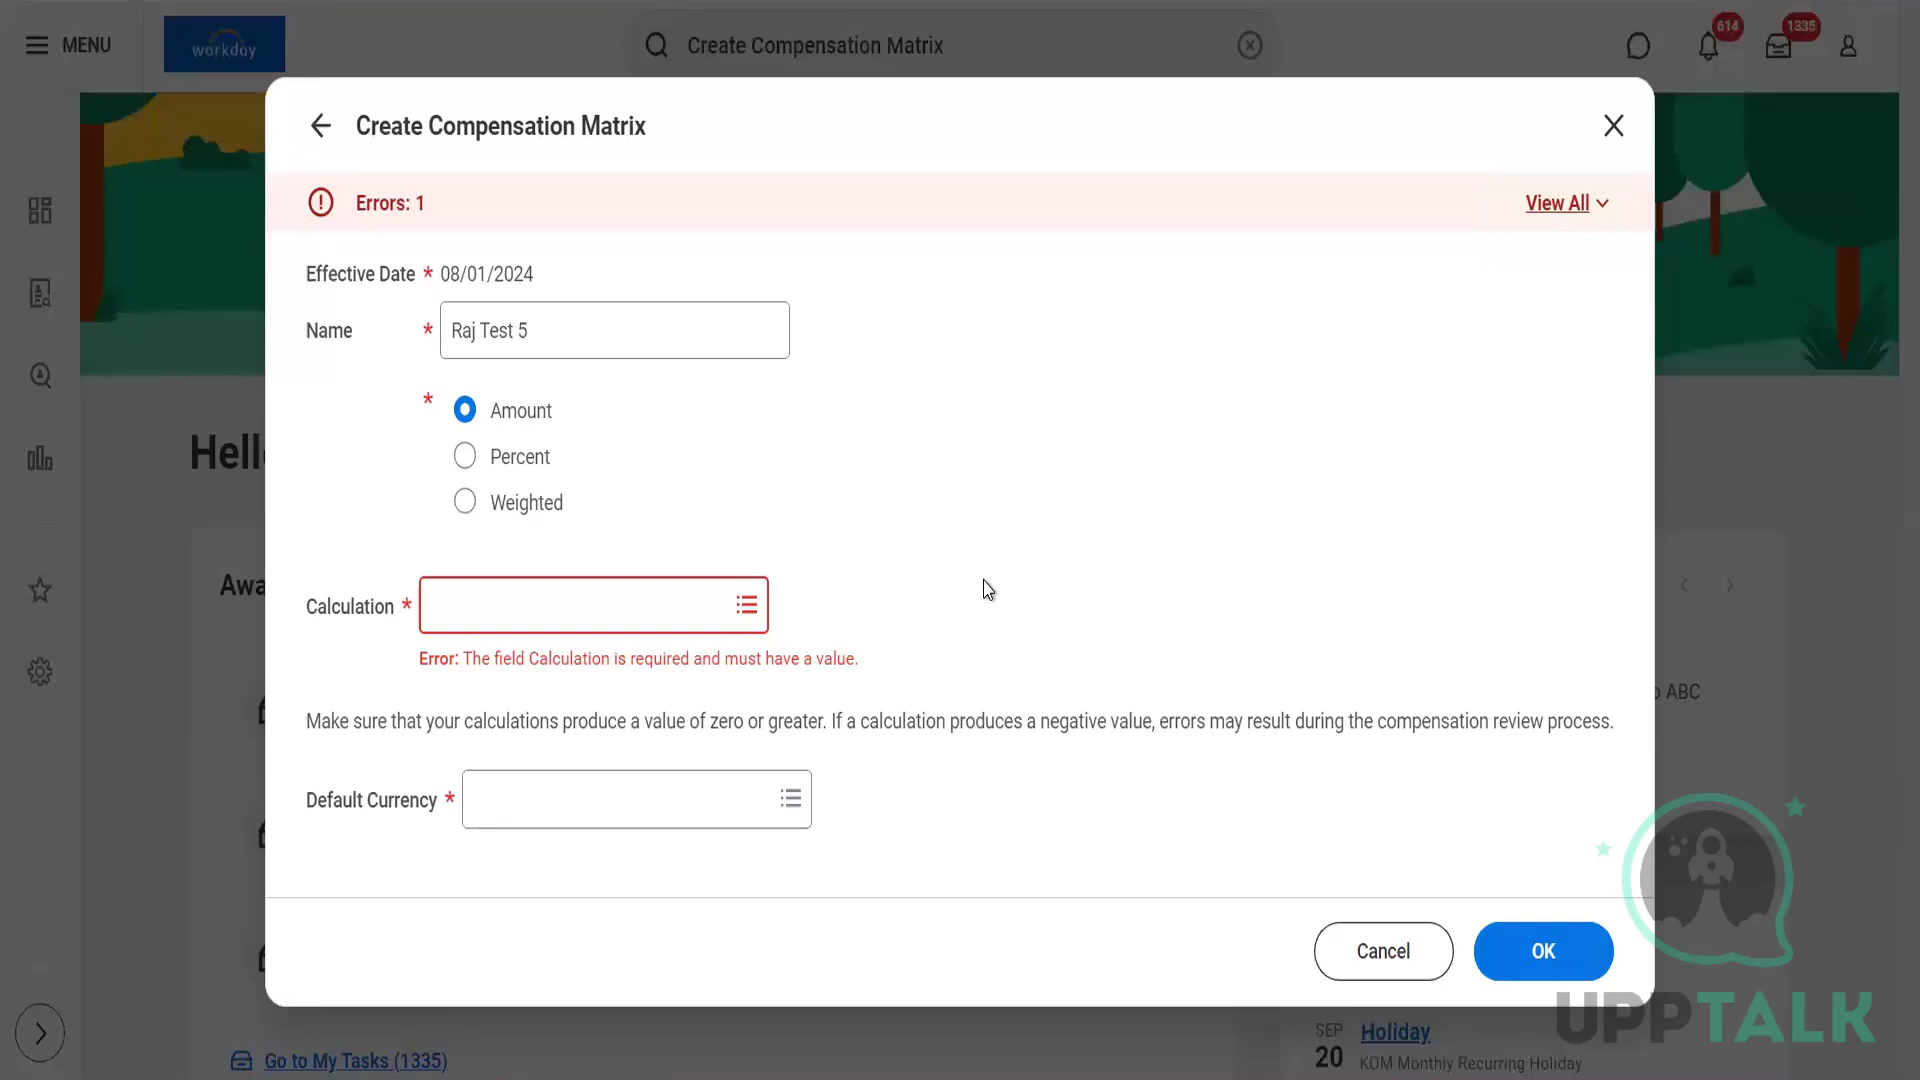 MENU
workday
Create Compensation Matrix
614
1335
Create Compensation Matrix
Errors: 1
View All
Effective Date * 08/01/2024
Name * Raj Test 5
* Amount
Percent
Weighted
Hell
Awa
Calculation *
Error: The field Calculation is required and must have a value.
ABC
Make sure that your calculations produce a value of zero or greater. If a calculation produces a negative value, errors may result during the compensation review process.
Default Currency *
Cancel
OK
UPPTALK
SEP
20
Holiday
KOM Monthly Recurring Holiday
Go to My Tasks (1335)